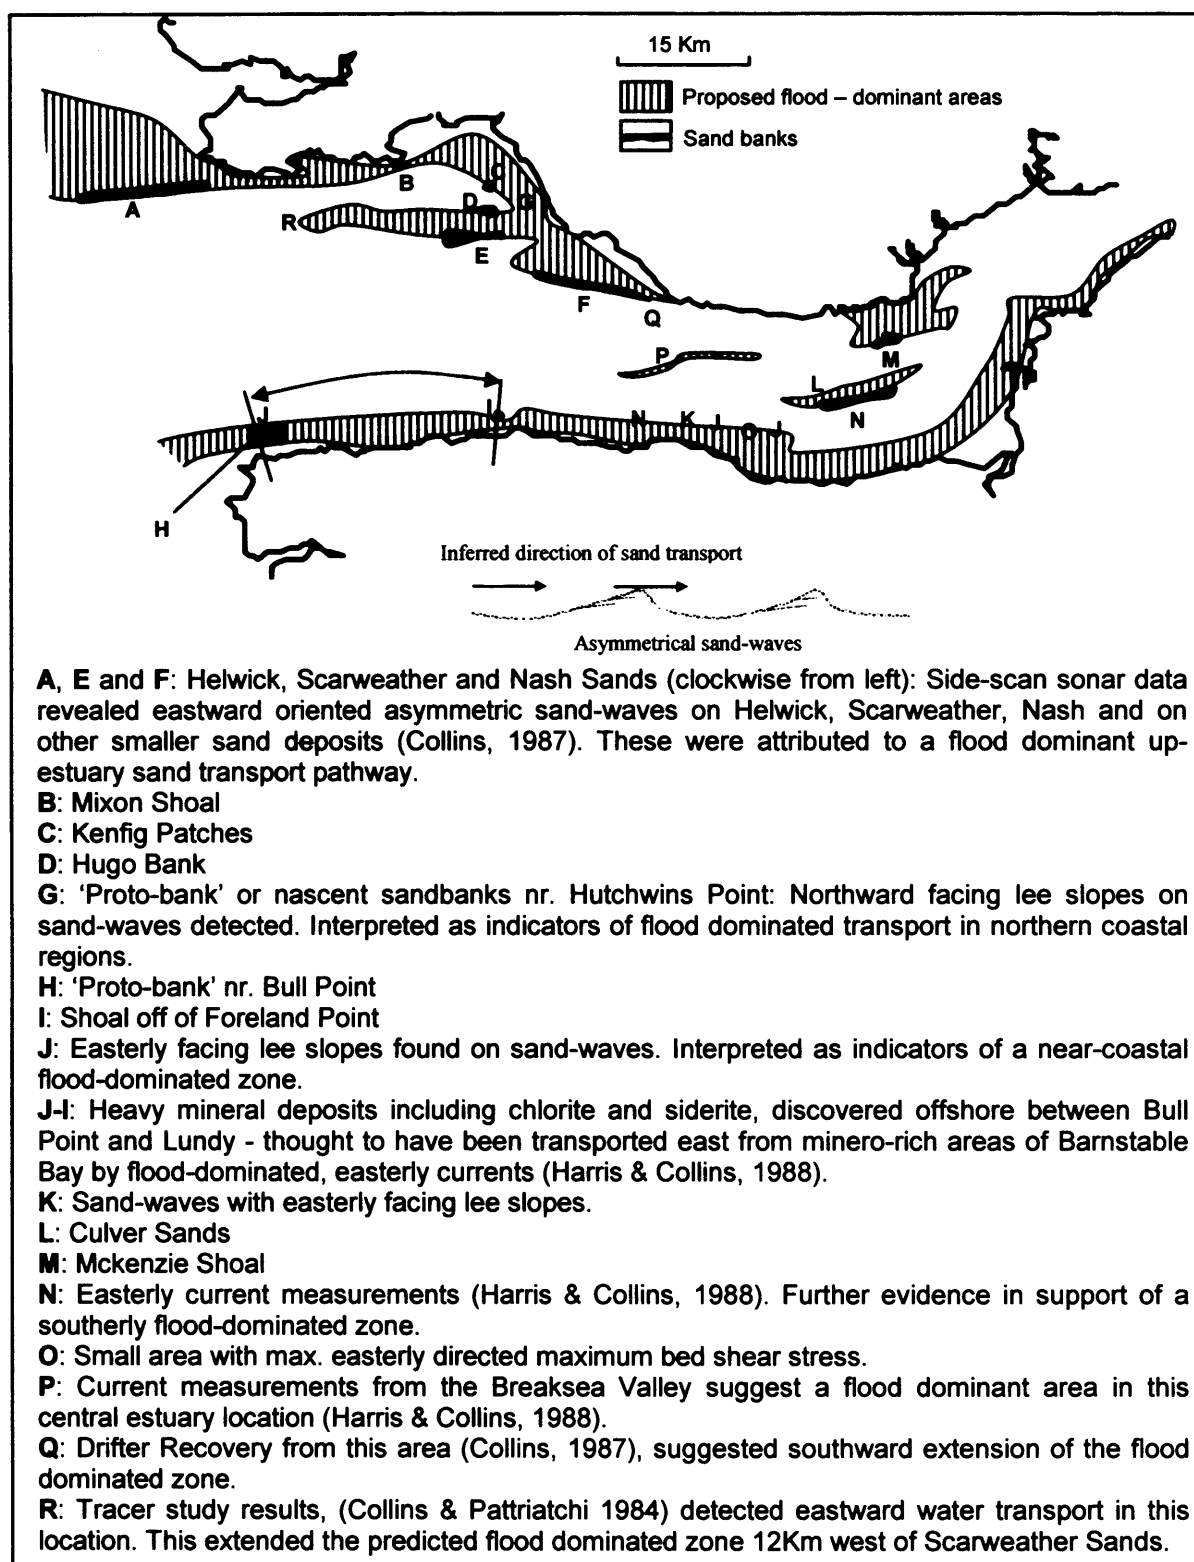 15 Km
Proposed flood – dominant areas
Sand banks
A
B
C
D
G
R
E
F
Q
P
M
L
N
J
I
N
K
I
O
J
H
Inferred direction of sand transport
Asymmetrical sand-waves
A, E and F: Helwick, Scarweather and Nash Sands (clockwise from left): Side-scan sonar data
revealed eastward oriented asymmetric sand-waves on Helwick, Scarweather, Nash and on
other smaller sand deposits (Collins, 1987). These were attributed to a flood dominant up-
estuary sand transport pathway.
B: Mixon Shoal
C: Kenfig Patches
D: Hugo Bank
G: ‘Proto-bank’ or nascent sandbanks nr. Hutchwins Point: Northward facing lee slopes on
sand-waves detected. Interpreted as indicators of flood dominated transport in northern coastal
regions.
H: ‘Proto-bank’ nr. Bull Point
I: Shoal off of Foreland Point
J: Easterly facing lee slopes found on sand-waves. Interpreted as indicators of a near-coastal
flood-dominated zone.
J-I: Heavy mineral deposits including chlorite and siderite, discovered offshore between Bull
Point and Lundy - thought to have been transported east from minero-rich areas of Barnstable
Bay by flood-dominated, easterly currents (Harris & Collins, 1988).
K: Sand-waves with easterly facing lee slopes.
L: Culver Sands
M: Mckenzie Shoal
N: Easterly current measurements (Harris & Collins, 1988). Further evidence in support of a
southerly flood-dominated zone.
O: Small area with max. easterly directed maximum bed shear stress.
P: Current measurements from the Breaksea Valley suggest a flood dominant area in this
central estuary location (Harris & Collins, 1988).
Q: Drifter Recovery from this area (Collins, 1987), suggested southward extension of the flood
dominated zone.
R: Tracer study results, (Collins & Pattriatchi 1984) detected eastward water transport in this
location. This extended the predicted flood dominated zone 12Km west of Scarweather Sands.